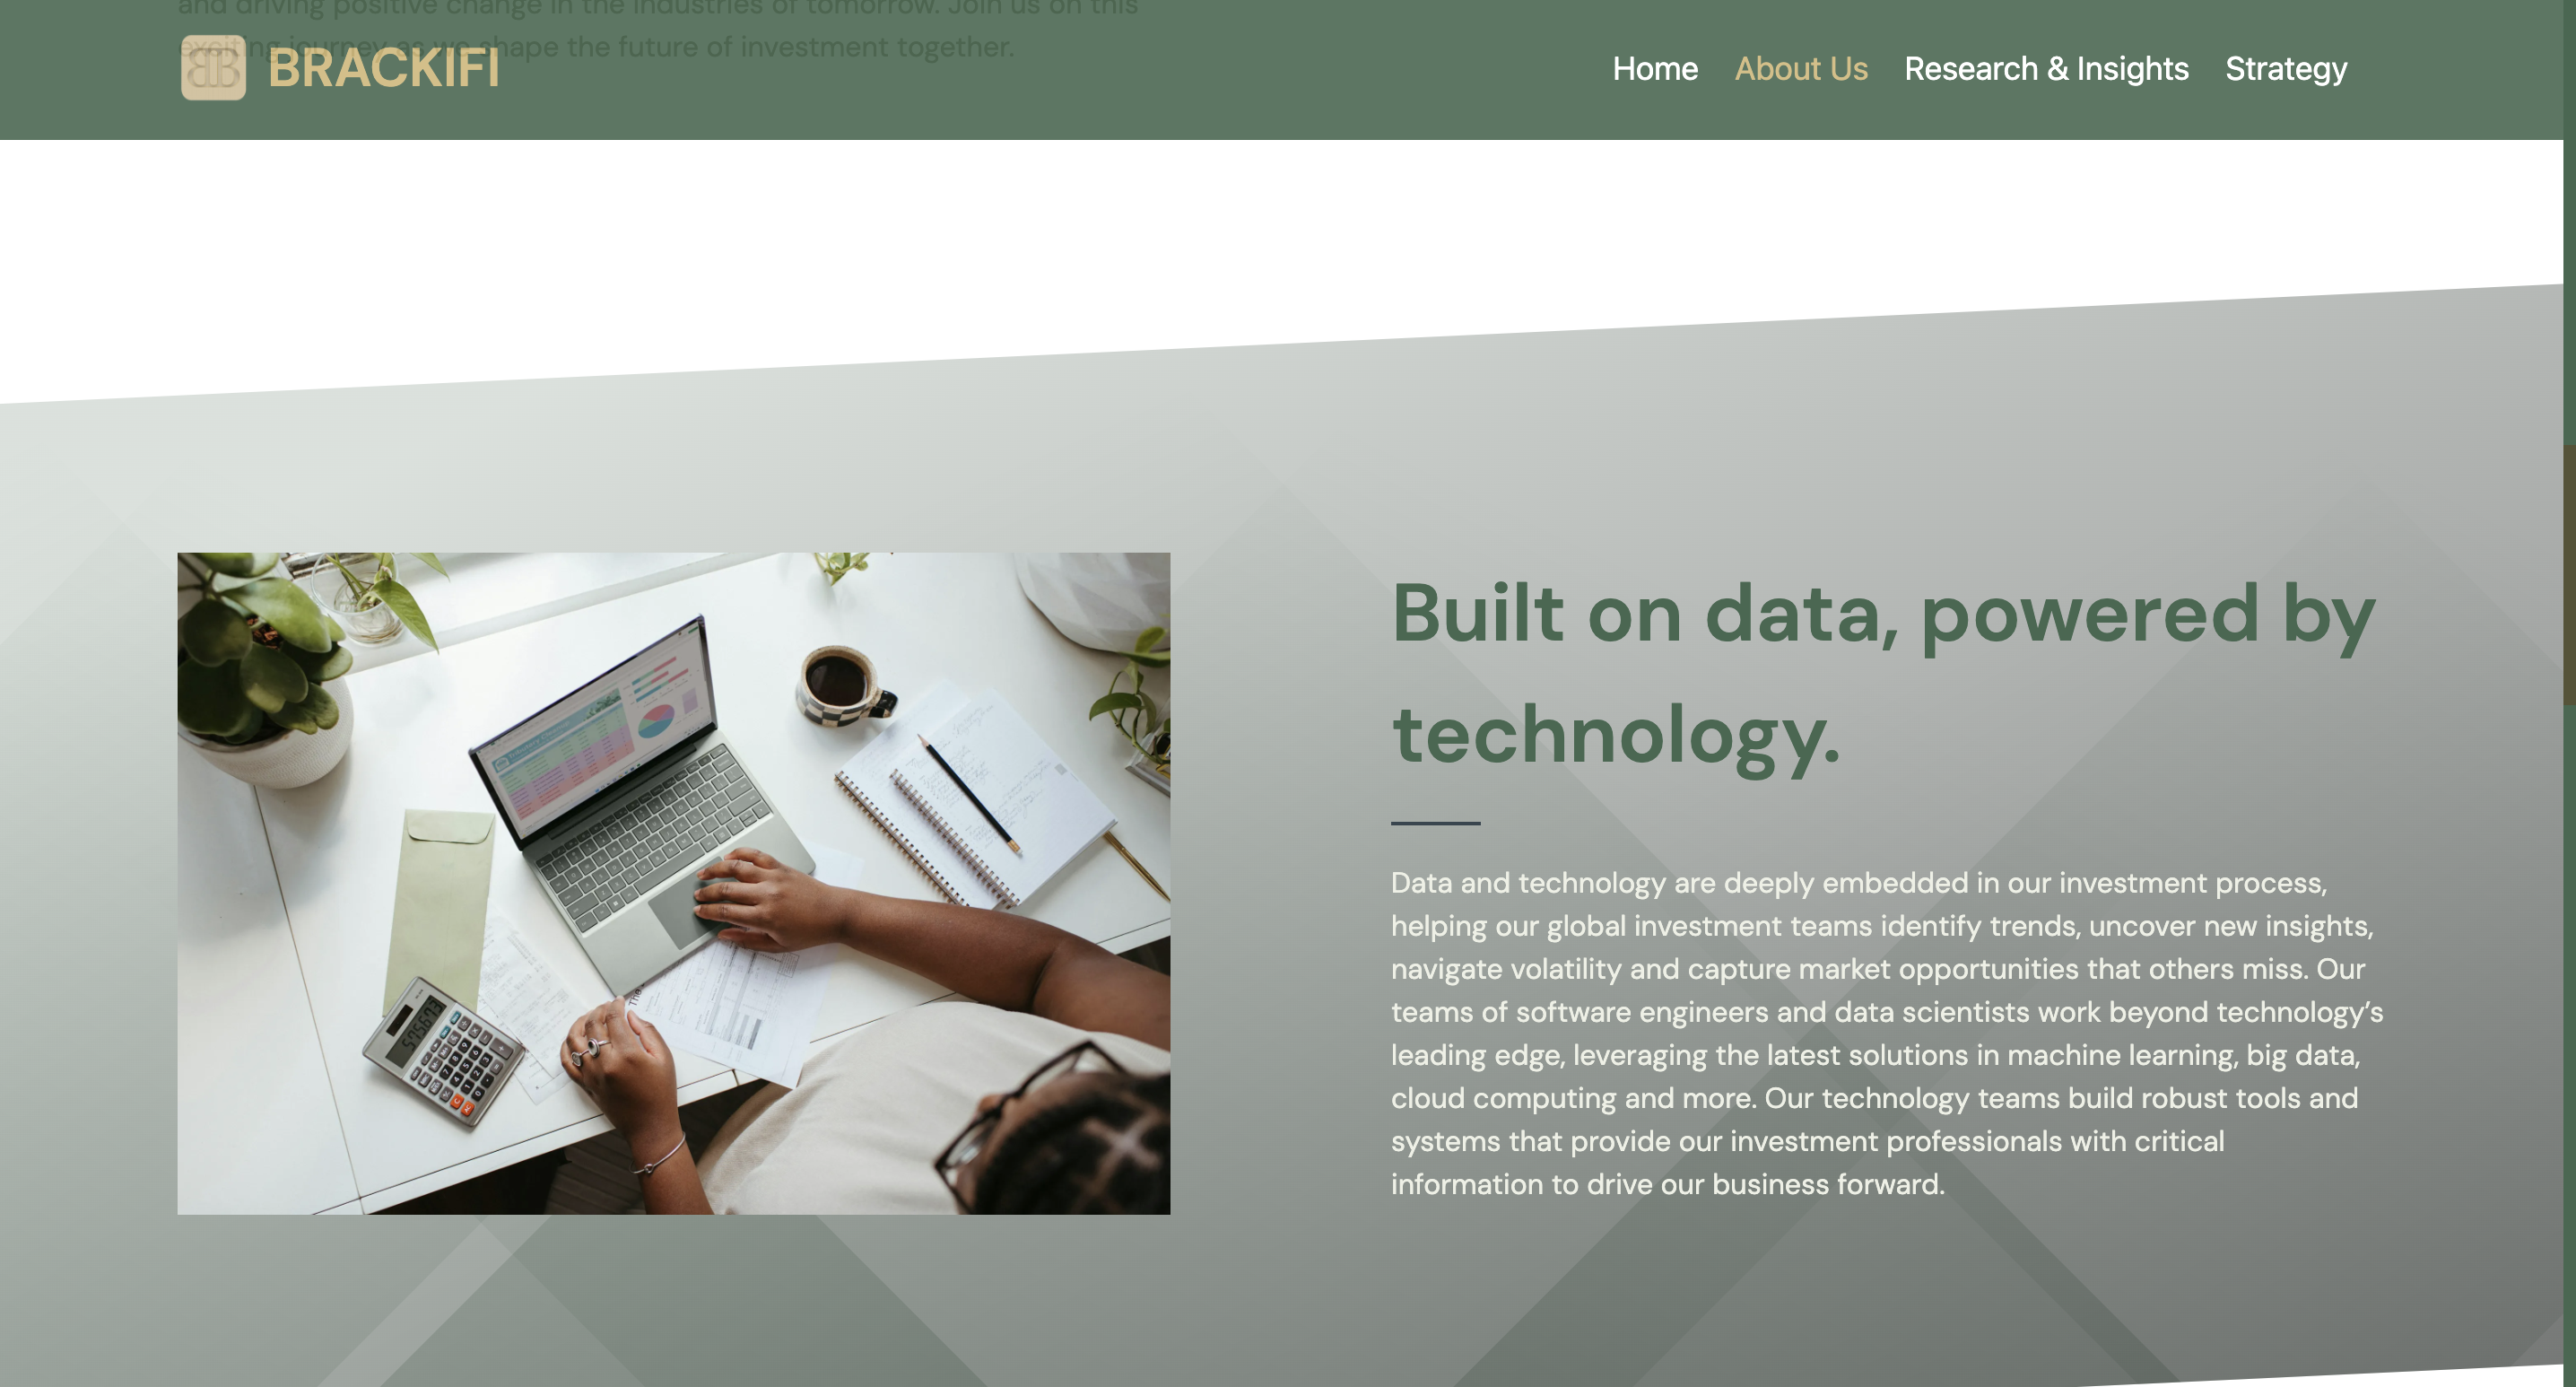 and driving positive change in the industries of tomorrow. Join us on this
exciting journey as we shape the future of investment together.
BRACKIFI
Home
About Us
Research & Insights
Strategy
Built on data, powered by
technology.
Data and technology are deeply embedded in our investment process,
helping our global investment teams identify trends, uncover new insights,
navigate volatility and capture market opportunities that others miss. Our
teams of software engineers and data scientists work beyond technology’s
leading edge, leveraging the latest solutions in machine learning, big data,
cloud computing and more. Our technology teams build robust tools and
systems that provide our investment professionals with critical
information to drive our business forward.